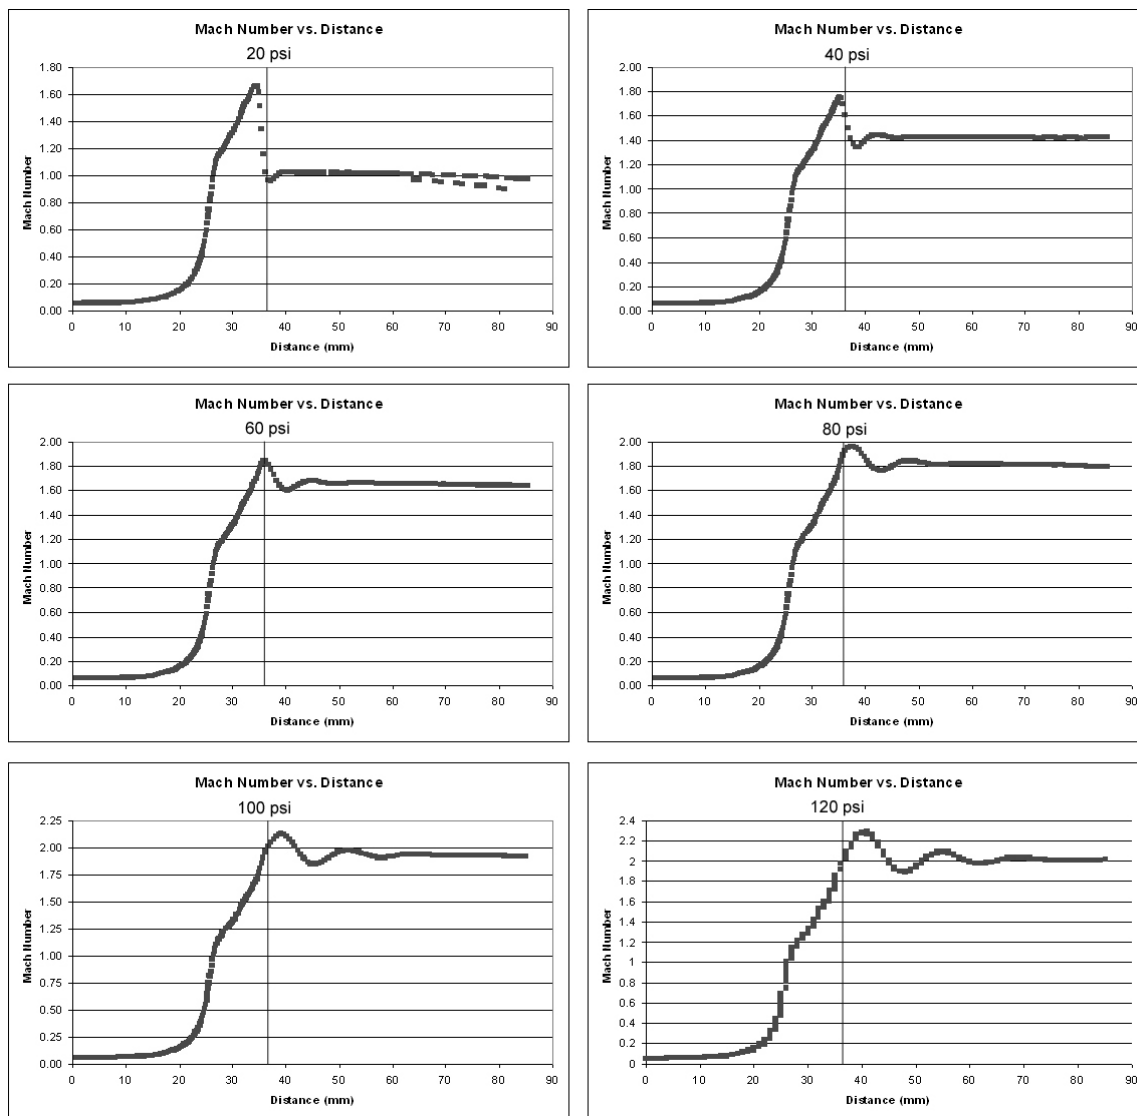 Mach Number vs. Distance
20 psi
Mach Number
1.80
1.60
1.40
1.20
1.00
0.80
0.60
0.40
0.20
0.00
0 10 20 30 40 50 60 70 80 90
Distance (mm)
Mach Number vs. Distance
40 psi
Mach Number
2.00
1.80
1.60
1.40
1.20
1.00
0.80
0.60
0.40
0.20
0.00
0 10 20 30 40 50 60 70 80 90
Distance (mm)
Mach Number vs. Distance
60 psi
Mach Number
2.00
1.80
1.60
1.40
1.20
1.00
0.80
0.60
0.40
0.20
0.00
0 10 20 30 40 50 60 70 80 90
Distance (mm)
Mach Number vs. Distance
80 psi
Mach Number
2.00
1.80
1.60
1.40
1.20
1.00
0.80
0.60
0.40
0.20
0.00
0 10 20 30 40 50 60 70 80 90
Distance (mm)
Mach Number vs. Distance
100 psi
Mach Number
2.25
2.00
1.75
1.50
1.25
1.00
0.75
0.50
0.25
0.00
0 10 20 30 40 50 60 70 80 90
Distance (mm)
Mach Number vs. Distance
120 psi
Mach Number
2.4
2.2
2
1.8
1.6
1.4
1.2
1
0.8
0.6
0.4
0.2
0
0 10 20 30 40 50 60 70 80 90
Distance (mm)